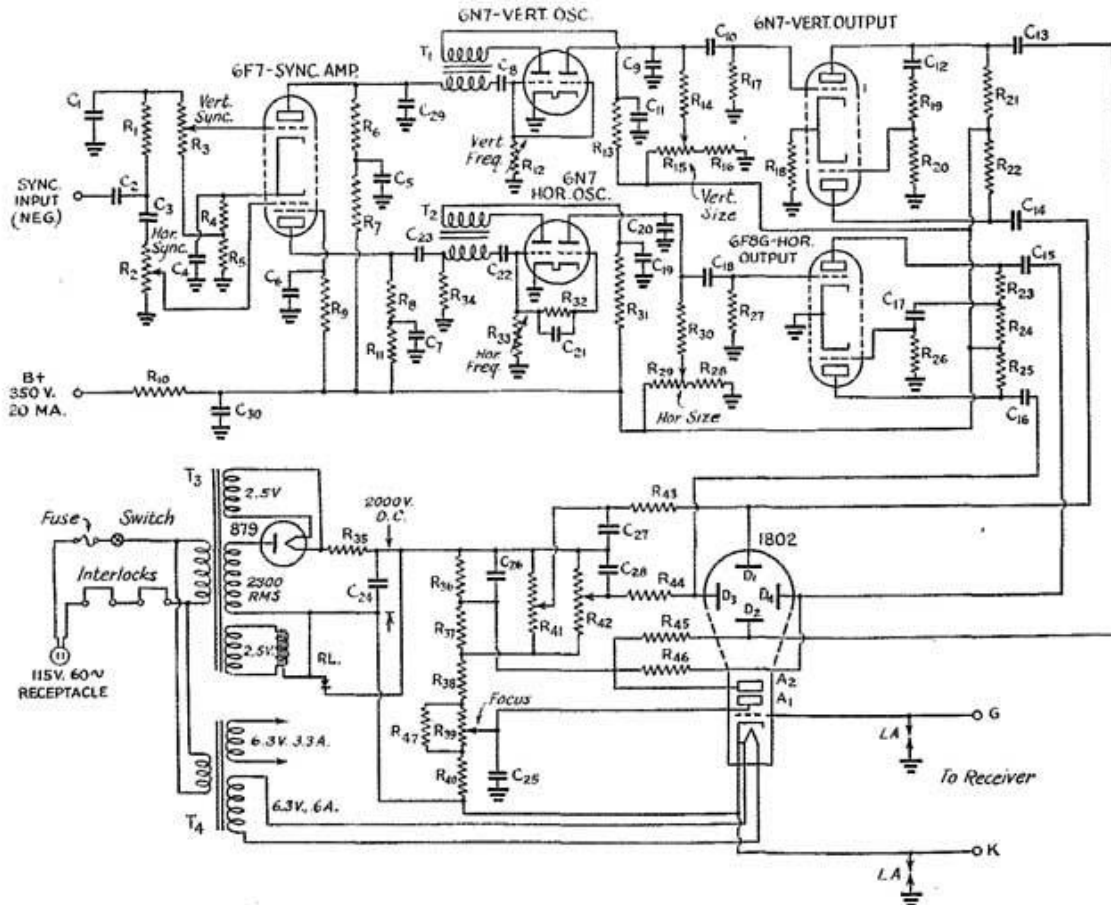 6N7-VERT. OSC.
6N7-VERT. OUTPUT
6F7-SYNC. AMP.
T1
C8
C9
C10
R17
C12
C13
C1
R1
Vert. Sync.
R3
R6
C29
C11
R14
R19
R21
Vert Freq.
R12
R13
R15
R16
R18
R20
R22
C2
SYNC. INPUT (NEG.)
C3
R4
C5
R7
6N7
HOR. OSC.
Vert. Size
C14
Hor. Sync.
T2
C20
6F8G-HOR. OUTPUT
C15
R2
C4
R5
C23
C22
C19
C18
R23
C6
R9
R8
R34
R32
R31
R30
R27
C17
R24
C7
R33
C21
R26
R11
Hor Freq.
R29
R28
R25
B+
350 V.
20 MA.
R10
C30
Hor Size
C16
T3
2.5V
2000V. D.C.
R43
Fuse
Switch
879
R35
C27
1802
Interlocks
2300 RMS
C24
R36
C26
C28
R44
D1
D3
D4
D2
R37
R41
R42
R45
2.5V.
RL.
R46
115V. 60~
RECEPTACLE
R38
A2
A1
Focus
R47
R39
G
6.3V. 3.3A.
LA
R40
C25
To Receiver
6.3V., 6A.
T4
K
LA